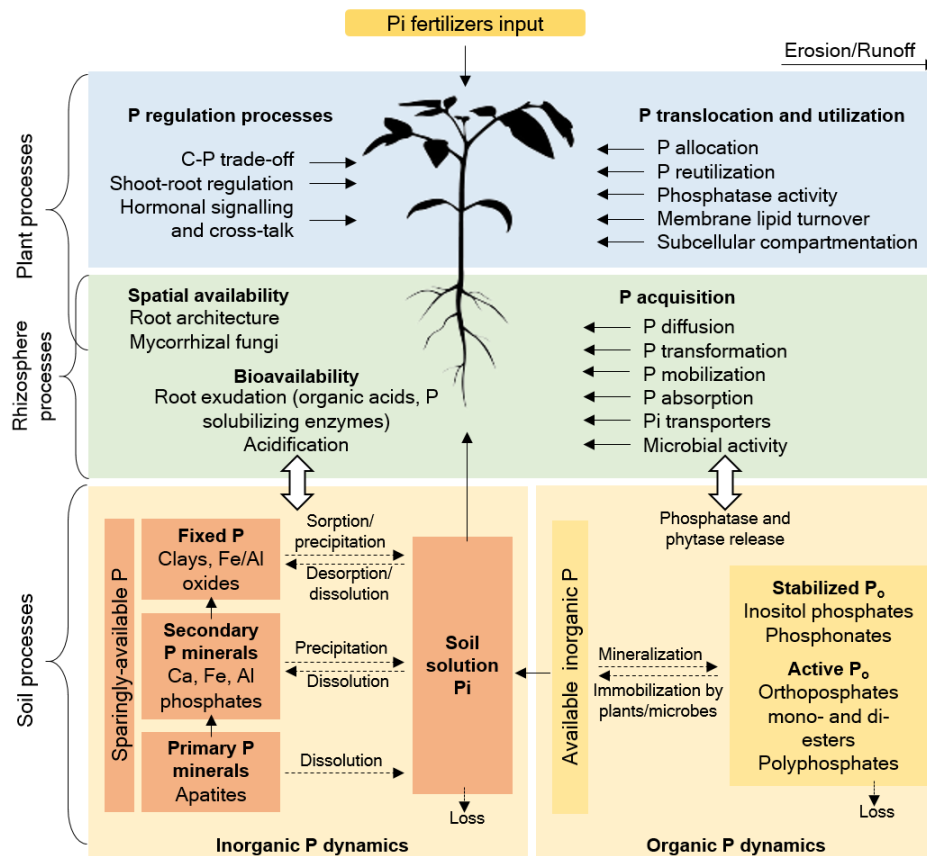 Pi fertilizers input
Erosion/Runoff
Plant processes
P regulation processes
C-P trade-off
Shoot-root regulation
Hormonal signalling
and cross-talk
P translocation and utilization
P allocation
P reutilization
Phosphatase activity
Membrane lipid turnover
Subcellular compartmentation
Rhizosphere
processes
Spatial availability
Root architecture
Mycorrhizal fungi
Bioavailability
Root exudation (organic acids, P
solubilizing enzymes)
Acidification
P acquisition
P diffusion
P transformation
P mobilization
P absorption
Pi transporters
Microbial activity
Soil processes
Sparingly-available P
Fixed P
Clays, Fe/Al
oxides
Secondary
P minerals
Ca, Fe, Al
phosphates
Primary P
minerals
Apatites
Sorption/
precipitation
Desorption/
dissolution
Precipitation
Dissolution
Dissolution
Soil
solution
Pi
Loss
Inorganic P dynamics
Available inorganic P
Phosphatase and
phytase release
Mineralization
Immobilization by
plants/microbes
Stabilized Po
Inositol phosphates
Phosphonates
Active Po
Orthoposphates
mono- and di-
esters
Polyphosphates
Loss
Organic P dynamics